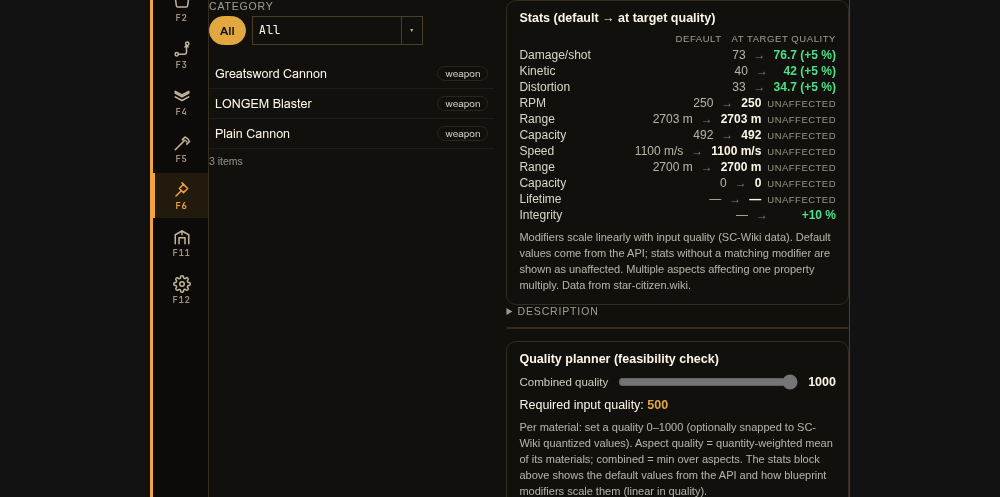 F2
F3
F4
F5
F6
F11
F12
CATEGORY
All
All
Greatsword Cannon weapon
LONGEM Blaster weapon
Plain Cannon weapon
3 items
Stats (default → at target quality)
DEFAULT AT TARGET QUALITY
Damage/shot 73 → 76.7 (+5 %)
Kinetic 40 → 42 (+5 %)
Distortion 33 → 34.7 (+5 %)
RPM 250 → 250 UNAFFECTED
Range 2703 m → 2703 m UNAFFECTED
Capacity 492 → 492 UNAFFECTED
Speed 1100 m/s → 1100 m/s UNAFFECTED
Range 2700 m → 2700 m UNAFFECTED
Capacity 0 → 0 UNAFFECTED
Lifetime — → — UNAFFECTED
Integrity — → +10 %
Modifiers scale linearly with input quality (SC-Wiki data). Default
values come from the API; stats without a matching modifier are
shown as unaffected. Multiple aspects affecting one property
multiply. Data from star-citizen.wiki.
DESCRIPTION
Quality planner (feasibility check)
Combined quality 1000
Required input quality: 500
Per material: set a quality 0–1000 (optionally snapped to SC-
Wiki quantized values). Aspect quality = quantity-weighted mean
of its materials; combined = min over aspects. The stats block
above shows the default values from the API and how blueprint
modifiers scale them (linear in quality).